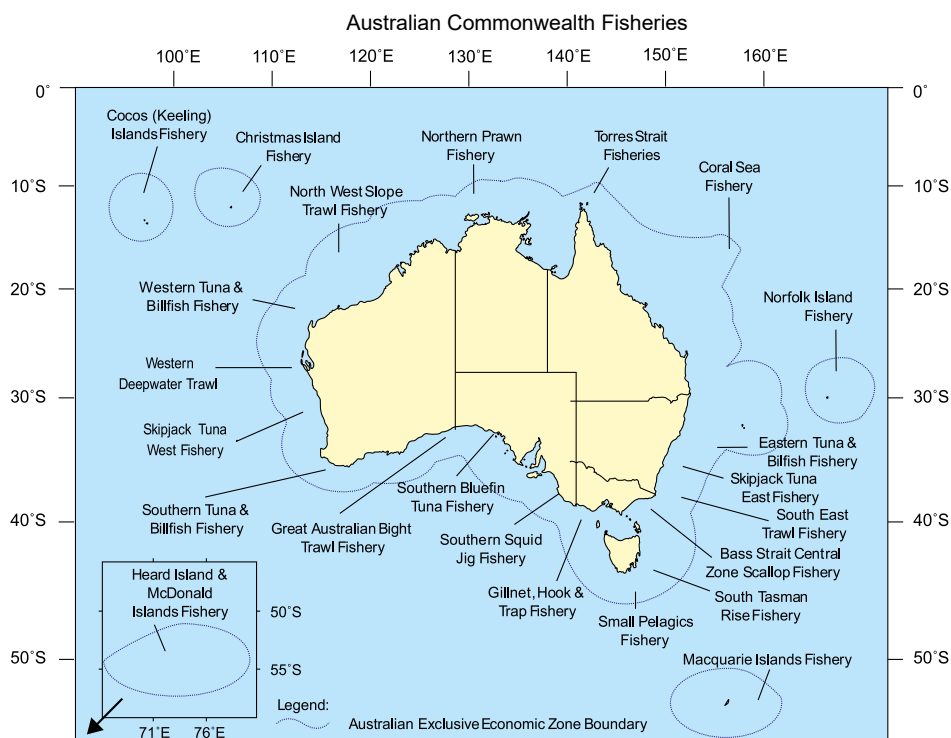 Australian Commonwealth Fisheries
100°E 110°E 120°E 130°E 140°E 150°E 160°E
0°
0°
Cocos (Keeling)
Islands Fishery
Christmas Island
Fishery
Northern Prawn
Fishery
Torres Strait
Fisheries
Coral Sea
Fishery
10°S
10°S
North West Slope
Trawl Fishery
20°S
20°S
Western Tuna &
Billfish Fishery
Norfolk Island
Fishery
Western
Deepwater Trawl
30°S
30°S
Skipjack Tuna
West Fishery
Eastern Tuna &
Bilfish Fishery
Skipjack Tuna
East Fishery
Southern Tuna &
Billfish Fishery
Great Australian Bight
Trawl Fishery
Southern Bluefin
Tuna Fishery
Southern Squid
Jig Fishery
South East
Trawl Fishery
40°S
40°S
Bass Strait Central
Zone Scallop Fishery
Gillnet, Hook &
Trap Fishery
Small Pelagics
Fishery
South Tasman
Rise Fishery
Heard Island &
McDonald
Islands Fishery
50°S
55°S
71°E 76°E
50°S
50°S
Macquarie Islands Fishery
Legend:
Australian Exclusive Economic Zone Boundary